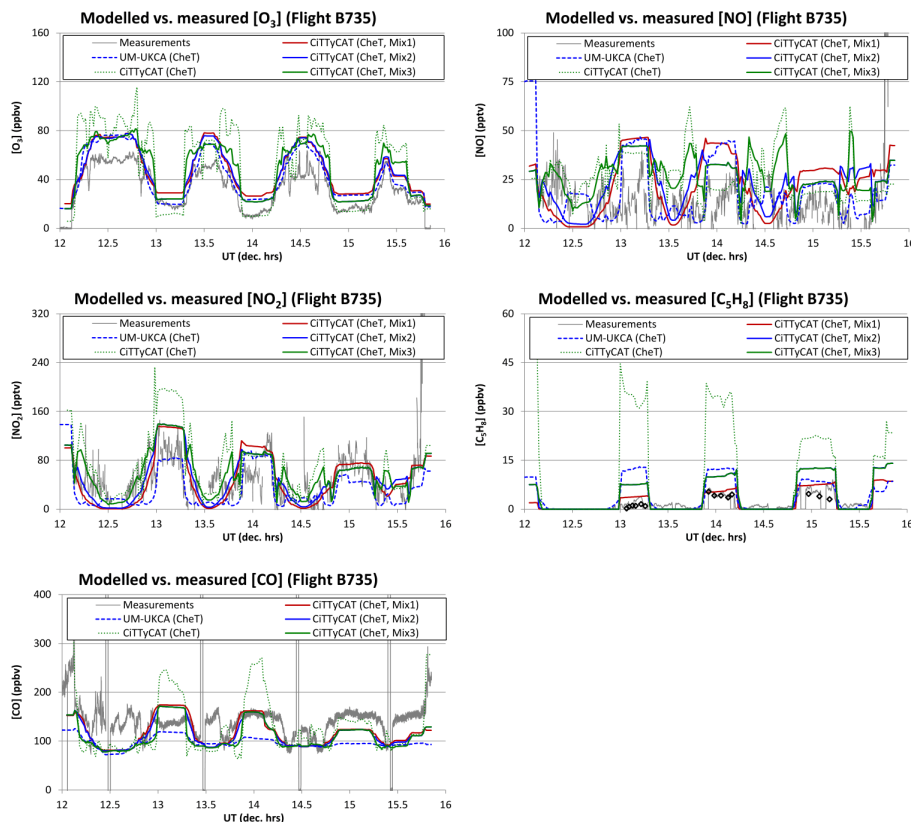 Modelled vs. measured [O3] (Flight B735)
Measurements
CiTTyCAT (CheT, Mix1)
UM-UKCA (CheT)
CiTTyCAT (CheT, Mix2)
CiTTyCAT (CheT)
CiTTyCAT (CheT, Mix3)
[O3] (ppbv)
160
120
80
40
0
12 12.5 13 13.5 14 14.5 15 15.5 16
UT (dec. hrs)
Modelled vs. measured [NO] (Flight B735)
Measurements
CiTTyCAT (CheT, Mix1)
UM-UKCA (CheT)
CiTTyCAT (CheT, Mix2)
CiTTyCAT (CheT)
CiTTyCAT (CheT, Mix3)
[NO] (pptv)
100
75
50
25
0
12 12.5 13 13.5 14 14.5 15 15.5 16
UT (dec. hrs)
Modelled vs. measured [NO2] (Flight B735)
Measurements
CiTTyCAT (CheT, Mix1)
UM-UKCA (CheT)
CiTTyCAT (CheT, Mix2)
CiTTyCAT (CheT)
CiTTyCAT (CheT, Mix3)
[NO2] (pptv)
320
240
160
80
0
12 12.5 13 13.5 14 14.5 15 15.5 16
UT (dec. hrs)
Modelled vs. measured [C5H8] (Flight B735)
Measurements
CiTTyCAT (CheT, Mix1)
UM-UKCA (CheT)
CiTTyCAT (CheT, Mix2)
CiTTyCAT (CheT)
CiTTyCAT (CheT, Mix3)
[C5H8] (ppbv)
60
45
30
15
0
12 12.5 13 13.5 14 14.5 15 15.5 16
UT (dec. hrs)
Modelled vs. measured [CO] (Flight B735)
Measurements
CiTTyCAT (CheT, Mix1)
UM-UKCA (CheT)
CiTTyCAT (CheT, Mix2)
CiTTyCAT (CheT)
CiTTyCAT (CheT, Mix3)
[CO] (ppbv)
400
300
200
100
0
12 12.5 13 13.5 14 14.5 15 15.5 16
UT (dec. hrs)